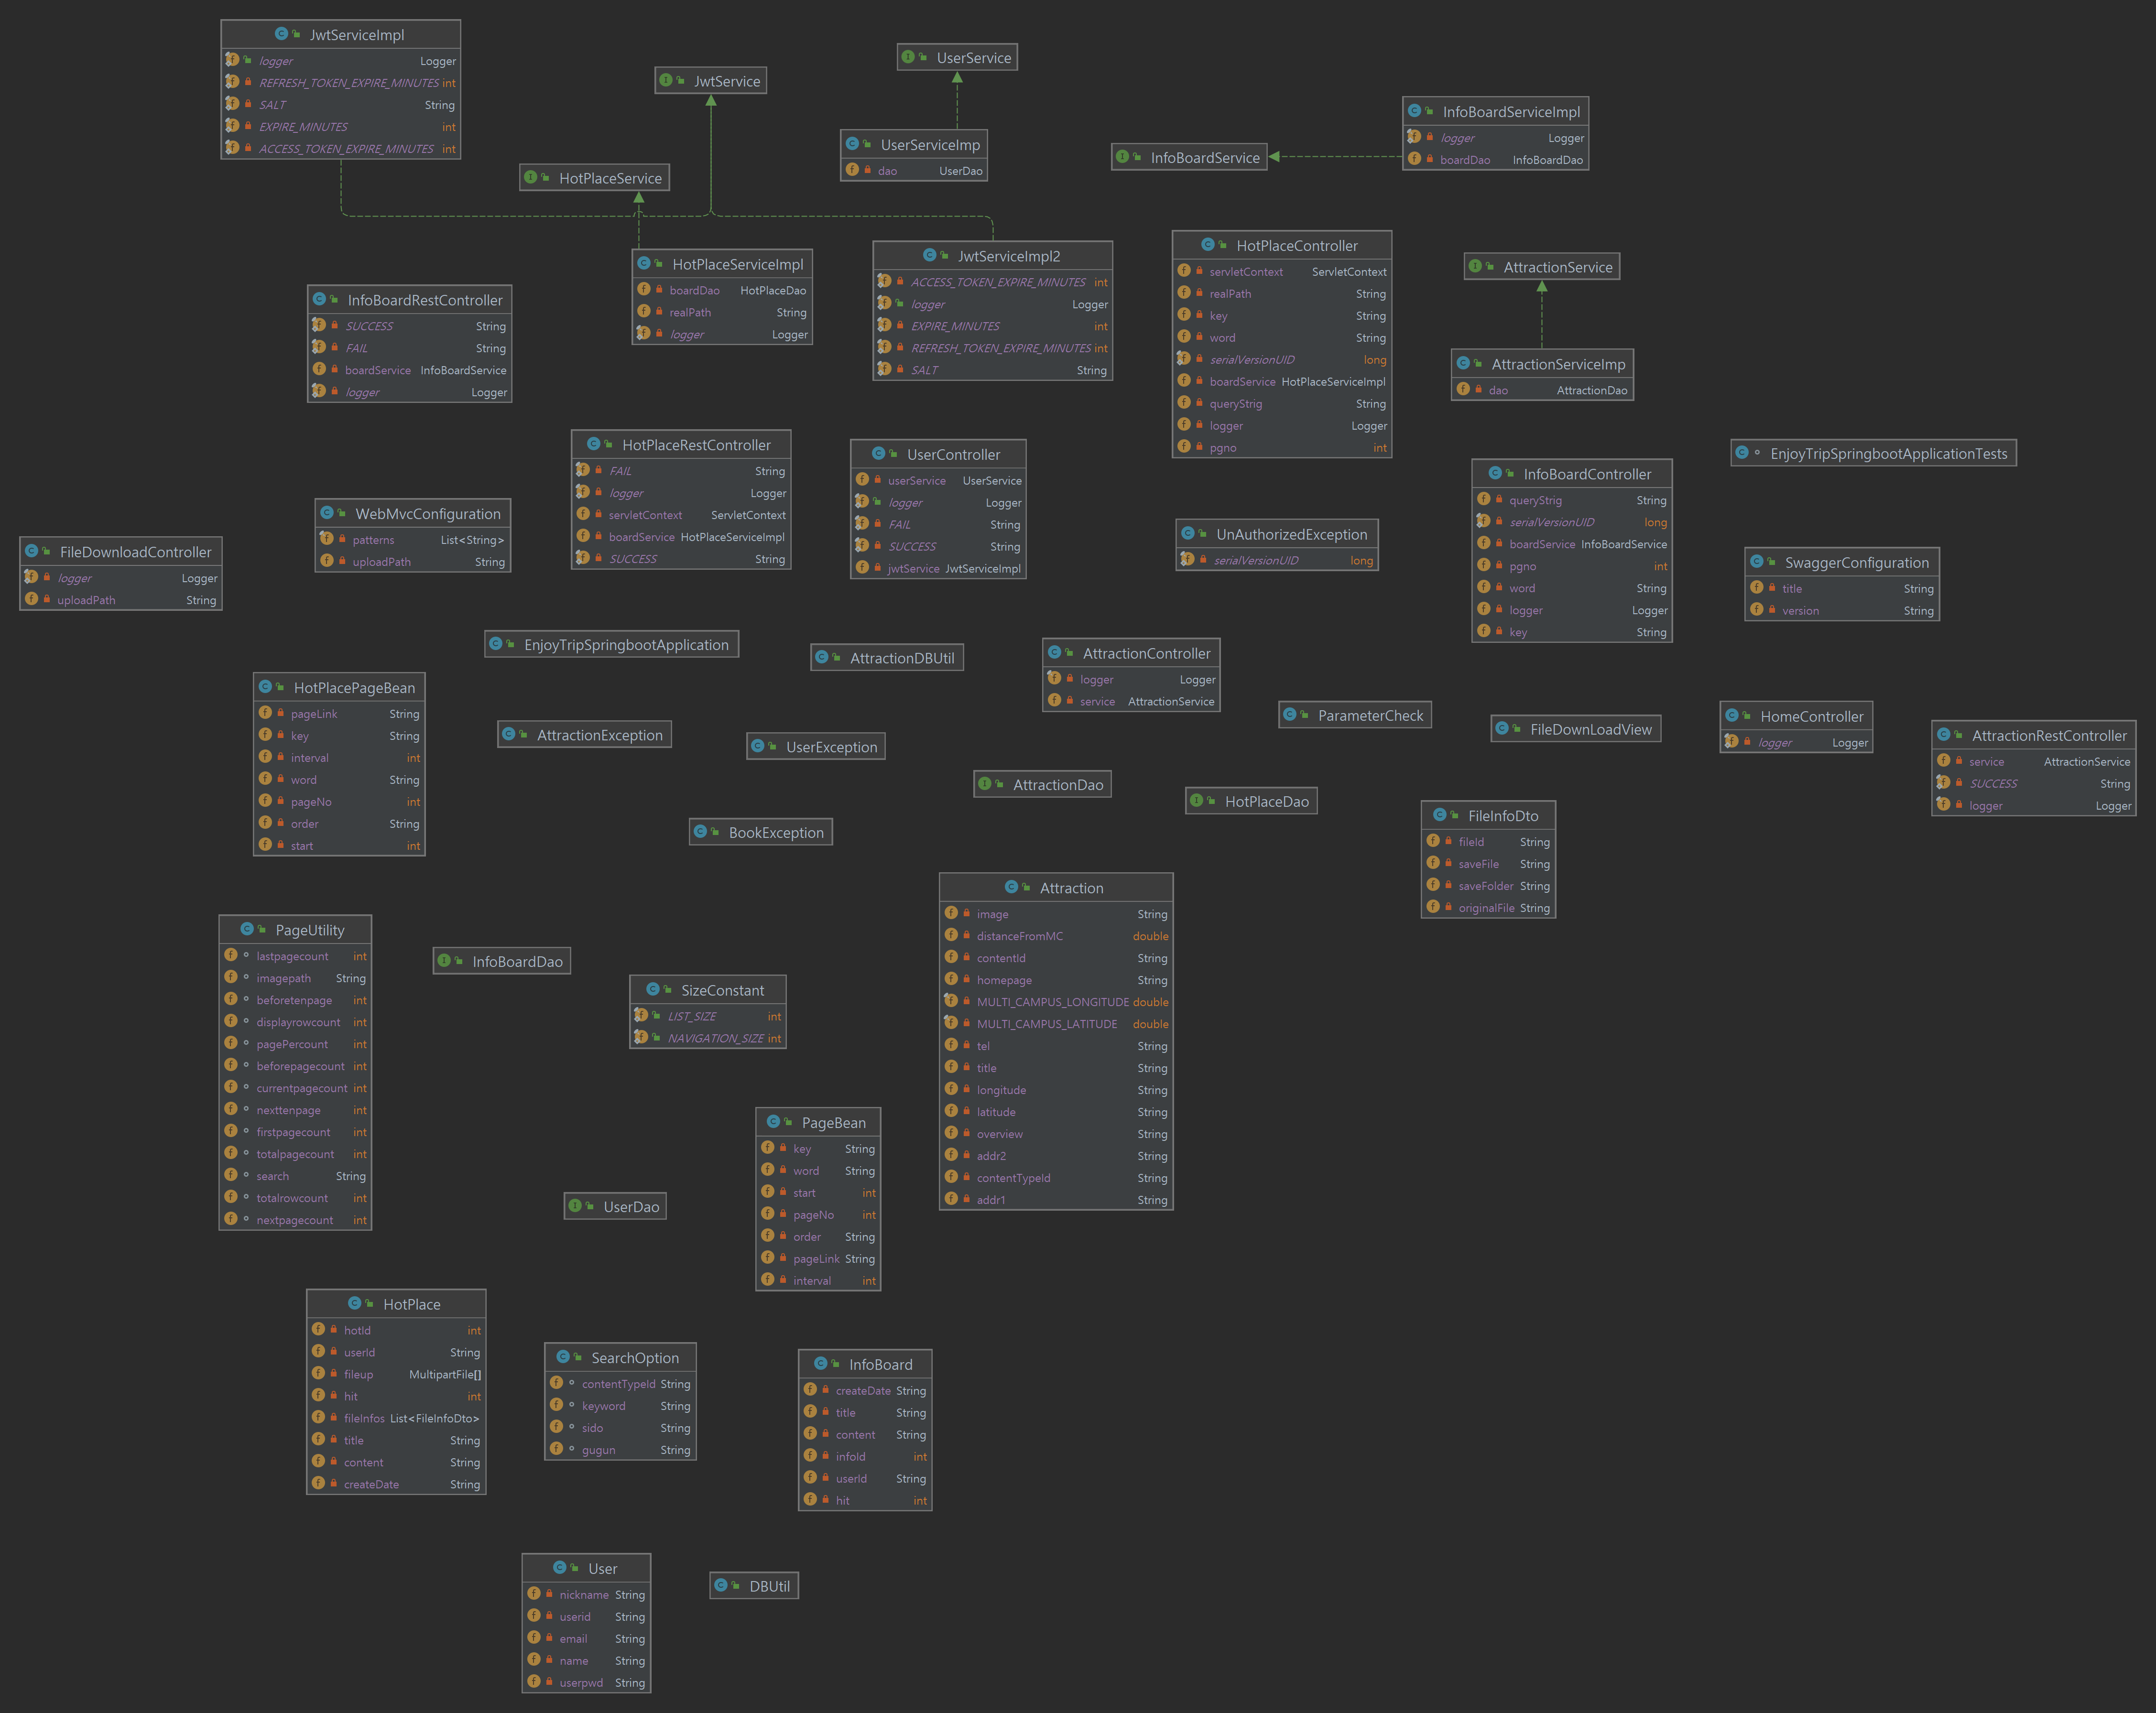 JwtServiceImpl
logger Logger
REFRESH_TOKEN_EXPIRE_MINUTES int
SALT String
EXPIRE_MINUTES int
ACCESS_TOKEN_EXPIRE_MINUTES int
JwtService
UserService
UserServiceImp
dao UserDao
InfoBoardService
InfoBoardServiceImpl
logger Logger
boardDao InfoBoardDao
HotPlaceService
HotPlaceServiceImpl
boardDao HotPlaceDao
realPath String
logger Logger
JwtServiceImpl2
ACCESS_TOKEN_EXPIRE_MINUTES int
logger Logger
EXPIRE_MINUTES int
REFRESH_TOKEN_EXPIRE_MINUTES int
SALT String
HotPlaceController
servletContext ServletContext
realPath String
key String
word String
serialVersionUID long
boardService HotPlaceServiceImpl
queryStrig String
logger Logger
pgno int
AttractionService
AttractionServiceImp
dao AttractionDao
InfoBoardRestController
SUCCESS String
FAIL String
boardService InfoBoardService
logger Logger
HotPlaceRestController
FAIL String
logger Logger
servletContext ServletContext
boardService HotPlaceServiceImpl
SUCCESS String
UserController
userService UserService
logger Logger
FAIL String
SUCCESS String
jwtService JwtServiceImpl
EnjoyTripSpringbootApplicationTests
InfoBoardController
queryStrig String
serialVersionUID long
boardService InfoBoardService
pgno int
word String
logger Logger
key String
WebMvcConfiguration
patterns List<String>
uploadPath String
FileDownloadController
logger Logger
uploadPath String
UnAuthorizedException
serialVersionUID long
SwaggerConfiguration
title String
version String
EnjoyTripSpringbootApplication
AttractionDBUtil
AttractionController
logger Logger
service AttractionService
HotPlacePageBean
pageLink String
key String
interval int
word String
pageNo int
order String
start int
AttractionException
UserException
ParameterCheck
FileDownLoadView
HomeController
logger Logger
AttractionRestController
service AttractionService
SUCCESS String
logger Logger
AttractionDao
HotPlaceDao
BookException
FileInfoDto
fileId String
saveFile String
saveFolder String
originalFile String
Attraction
image String
distanceFromMC double
contentId String
homepage String
MULTI_CAMPUS_LONGITUDE double
MULTI_CAMPUS_LATITUDE double
tel String
title String
longitude String
latitude String
overview String
addr2 String
contentTypeId String
addr1 String
PageUtility
lastpagecount int
imagepath String
beforetenpage int
displayrowcount int
pagePercount int
beforepagecount int
currentpagecount int
nexttenpage int
firstpagecount int
totalpagecount int
search String
totalrowcount int
nextpagecount int
InfoBoardDao
SizeConstant
LIST_SIZE int
NAVIGATION_SIZE int
PageBean
key String
word String
start int
pageNo int
order String
pageLink String
interval int
UserDao
HotPlace
hotId int
userId String
fileup MultipartFile[]
hit int
fileInfos List<FileInfoDto>
title String
content String
createDate String
SearchOption
contentTypeId String
keyword String
sido String
gugun String
InfoBoard
createDate String
title String
content String
infoId int
userId String
hit int
User
nickname String
userid String
email String
name String
userpwd String
DBUtil